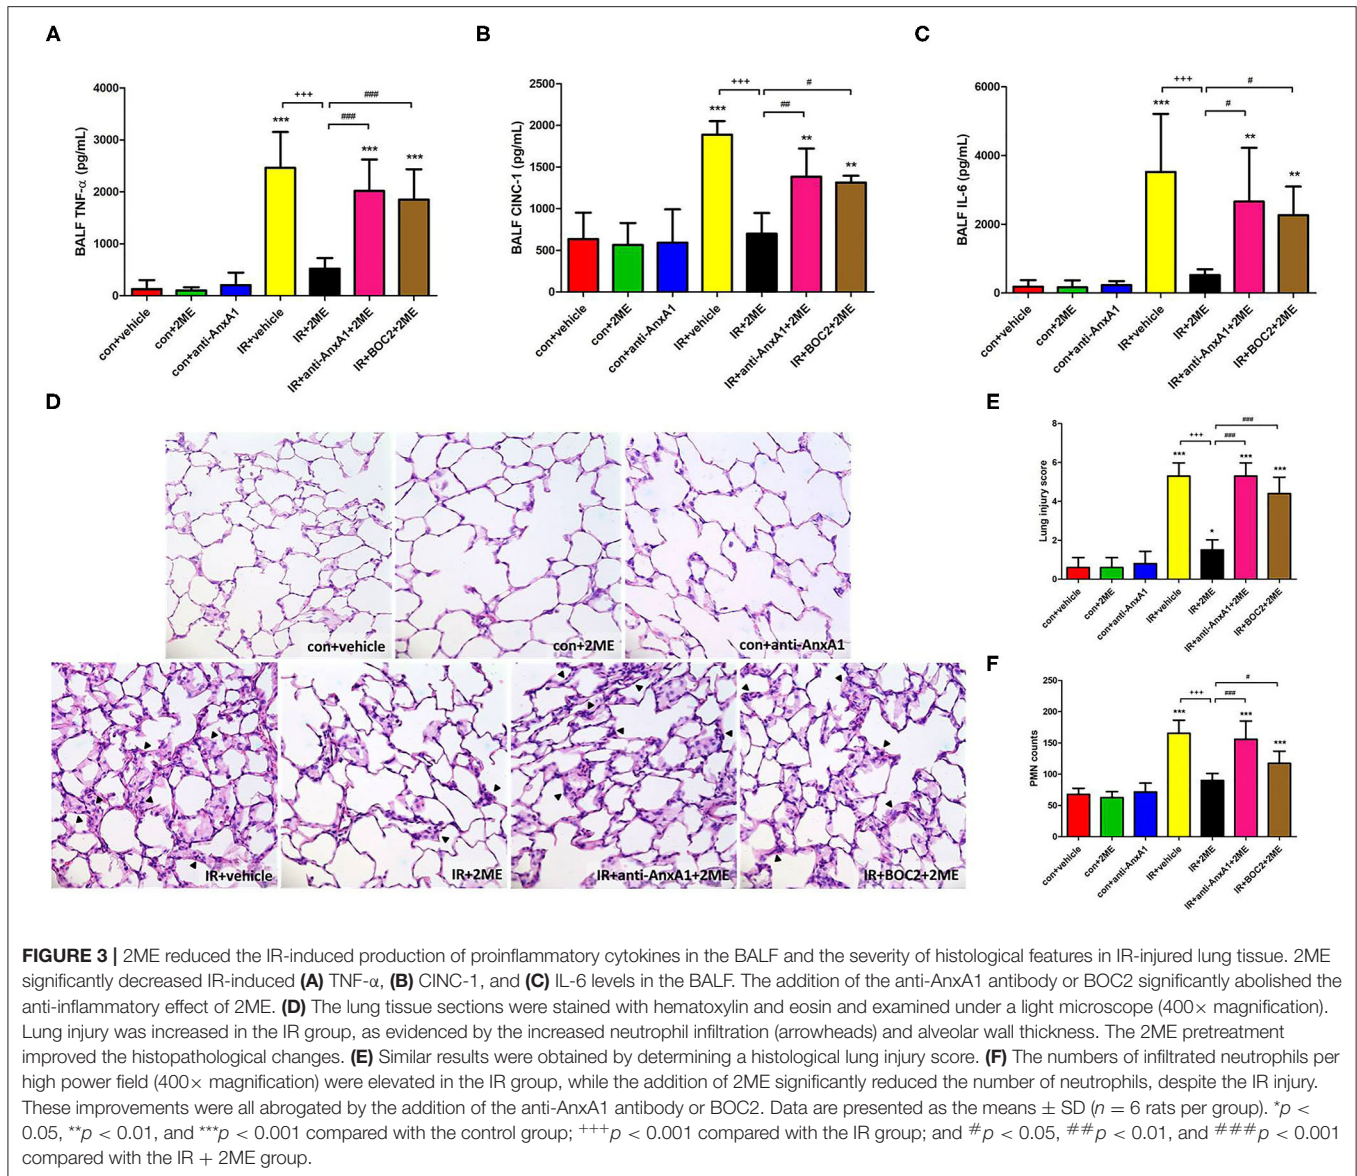 A
BALF TNF-α (pg/mL)
4000
3000
2000
1000
0
***
+++
###
###
***
***
con+vehicle
con+2ME
con+anti-AnxA1
IR+vehicle
IR+2ME
IR+anti-AnxA1+2ME
IR+BOC2+2ME
B
BALF CINC-1 (pg/mL)
2500
2000
1500
1000
500
0
***
+++
#
##
**
**
con+vehicle
con+2ME
con+anti-AnxA1
IR+vehicle
IR+2ME
IR+anti-AnxA1+2ME
IR+BOC2+2ME
C
BALF IL-6 (pg/mL)
6000
4000
2000
0
***
+++
#
#
**
**
con+vehicle
con+2ME
con+anti-AnxA1
IR+vehicle
IR+2ME
IR+anti-AnxA1+2ME
IR+BOC2+2ME
D
con+vehicle
con+2ME
con+anti-AnxA1
IR+vehicle
IR+2ME
IR+anti-AnxA1+2ME
IR+BOC2+2ME
E
Lung injury score
8
6
4
2
0
***
+++
###
###
*
***
***
con+vehicle
con+2ME
con+anti-AnxA1
IR+vehicle
IR+2ME
IR+anti-AnxA1+2ME
IR+BOC2+2ME
F
PMN counts
250
200
150
100
50
0
***
+++
#
###
***
***
con+vehicle
con+2ME
con+anti-AnxA1
IR+vehicle
IR+2ME
IR+anti-AnxA1+2ME
IR+BOC2+2ME
FIGURE 3 | 2ME reduced the IR-induced production of proinflammatory cytokines in the BALF and the severity of histological features in IR-injured lung tissue. 2ME
significantly decreased IR-induced (A) TNF-α, (B) CINC-1, and (C) IL-6 levels in the BALF. The addition of the anti-AnxA1 antibody or BOC2 significantly abolished the
anti-inflammatory effect of 2ME. (D) The lung tissue sections were stained with hematoxylin and eosin and examined under a light microscope (400× magnification).
Lung injury was increased in the IR group, as evidenced by the increased neutrophil infiltration (arrowheads) and alveolar wall thickness. The 2ME pretreatment
improved the histopathological changes. (E) Similar results were obtained by determining a histological lung injury score. (F) The numbers of infiltrated neutrophils per
high power field (400× magnification) were elevated in the IR group, while the addition of 2ME significantly reduced the number of neutrophils, despite the IR injury.
These improvements were all abrogated by the addition of the anti-AnxA1 antibody or BOC2. Data are presented as the means ± SD (n = 6 rats per group). *p <
0.05, **p < 0.01, and ***p < 0.001 compared with the control group; +++p < 0.001 compared with the IR group; and #p < 0.05, ##p < 0.01, and ###p < 0.001
compared with the IR + 2ME group.